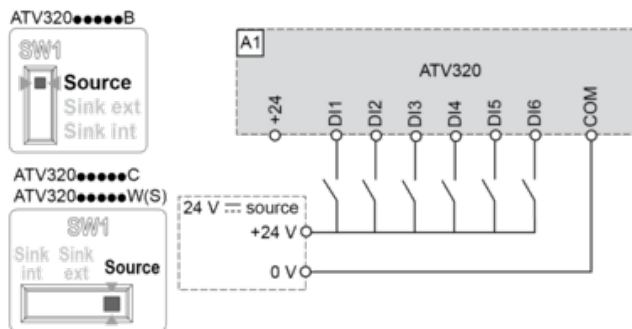 ATV320●●●●●B
SW1
Source
Sink ext
Sink int
ATV320●●●●●C
ATV320●●●●●W(S)
SW1
Sink int
Sink ext
Source
A1
ATV320
+24
DI1
DI2
DI3
DI4
DI5
DI6
COM
24 V ⎓ source
+24 V
0 V